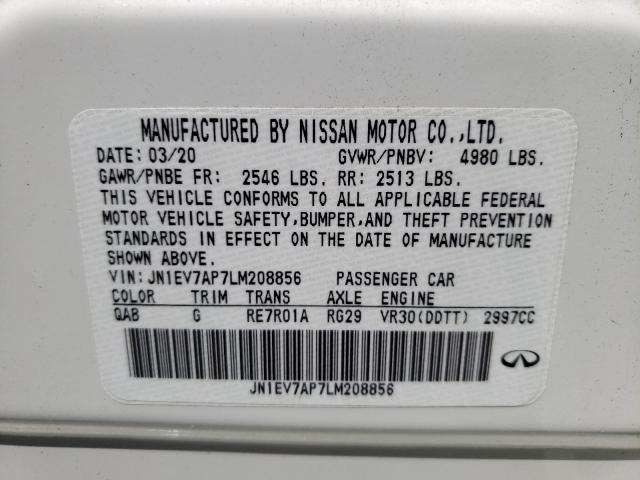 MANUFACTURED BY NISSAN MOTOR CO.,LTD.
DATE: 03/20 GVWR/PNBV: 4980 LBS.
GAWR/PNBE FR: 2546 LBS. RR: 2513 LBS.
THIS VEHICLE CONFORMS TO ALL APPLICABLE FEDERAL
MOTOR VEHICLE SAFETY,BUMPER,AND THEFT PREVENTION
STANDARDS IN EFFECT ON THE DATE OF MANUFACTURE
SHOWN ABOVE.
VIN: JN1EV7AP7LM208856 PASSENGER CAR
COLOR TRIM TRANS AXLE ENGINE
QAB G RE7R01A RG29 VR30(DDTT) 2997CC
JN1EV7AP7LM208856